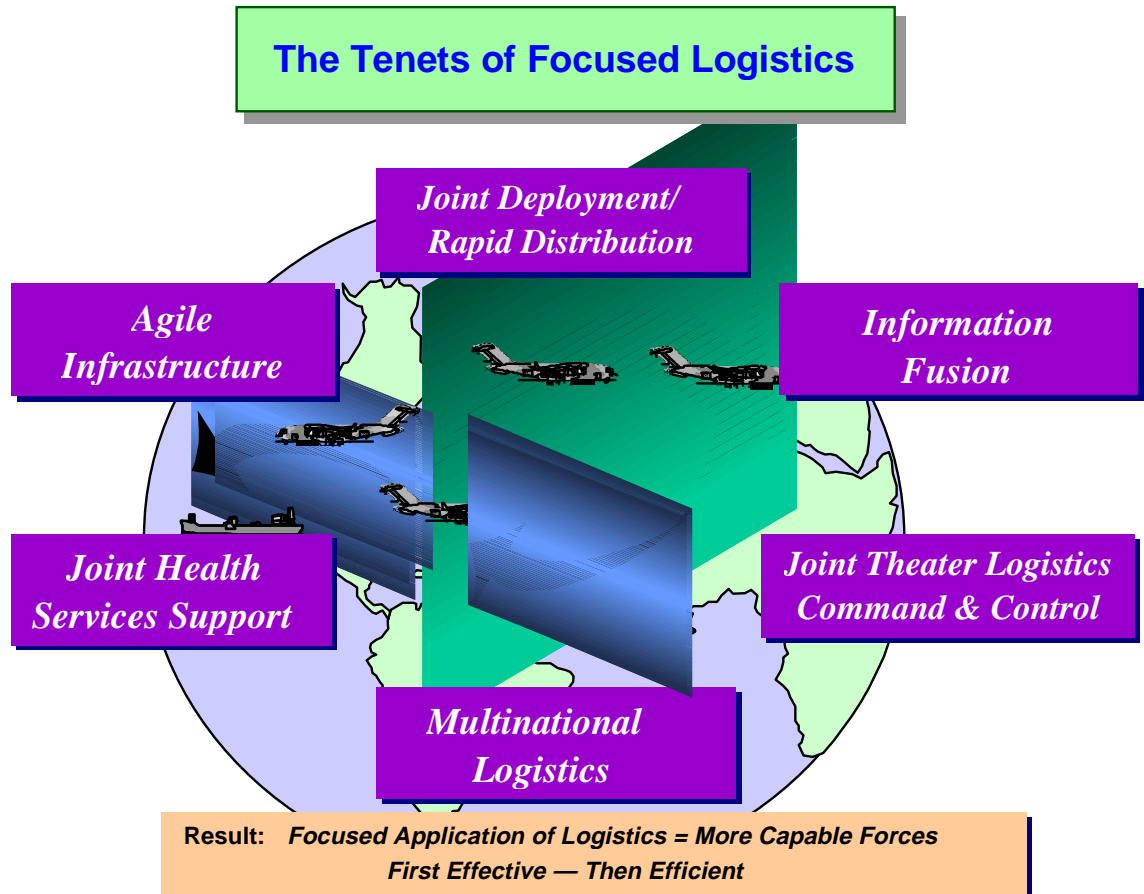 The Tenets of Focused Logistics
Joint Deployment/
Rapid Distribution
Agile
Infrastructure
Information
Fusion
Joint Health
Services Support
Joint Theater Logistics
Command & Control
Multinational
Logistics
Result: Focused Application of Logistics = More Capable Forces
First Effective — Then Efficient